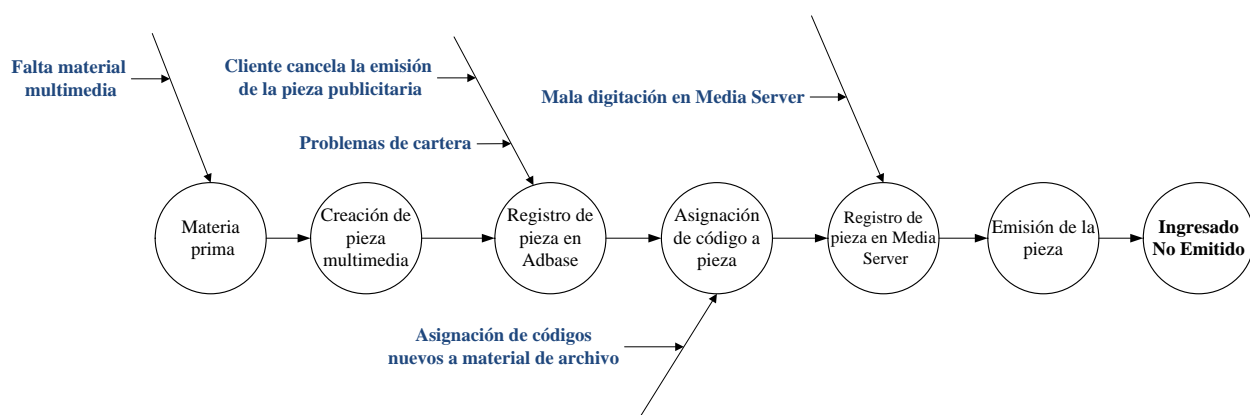 Falta material
multimedia
Cliente cancela la emisión
de la pieza publicitaria
Problemas de cartera
Mala digitación en Media Server
Materia
prima
Creación de
pieza
multimedia
Registro de
pieza en
Adbase
Asignación
de código a
pieza
Registro de
pieza en Media
Server
Emisión de la
pieza
Ingresado
No Emitido
Asignación de códigos
nuevos a material de archivo